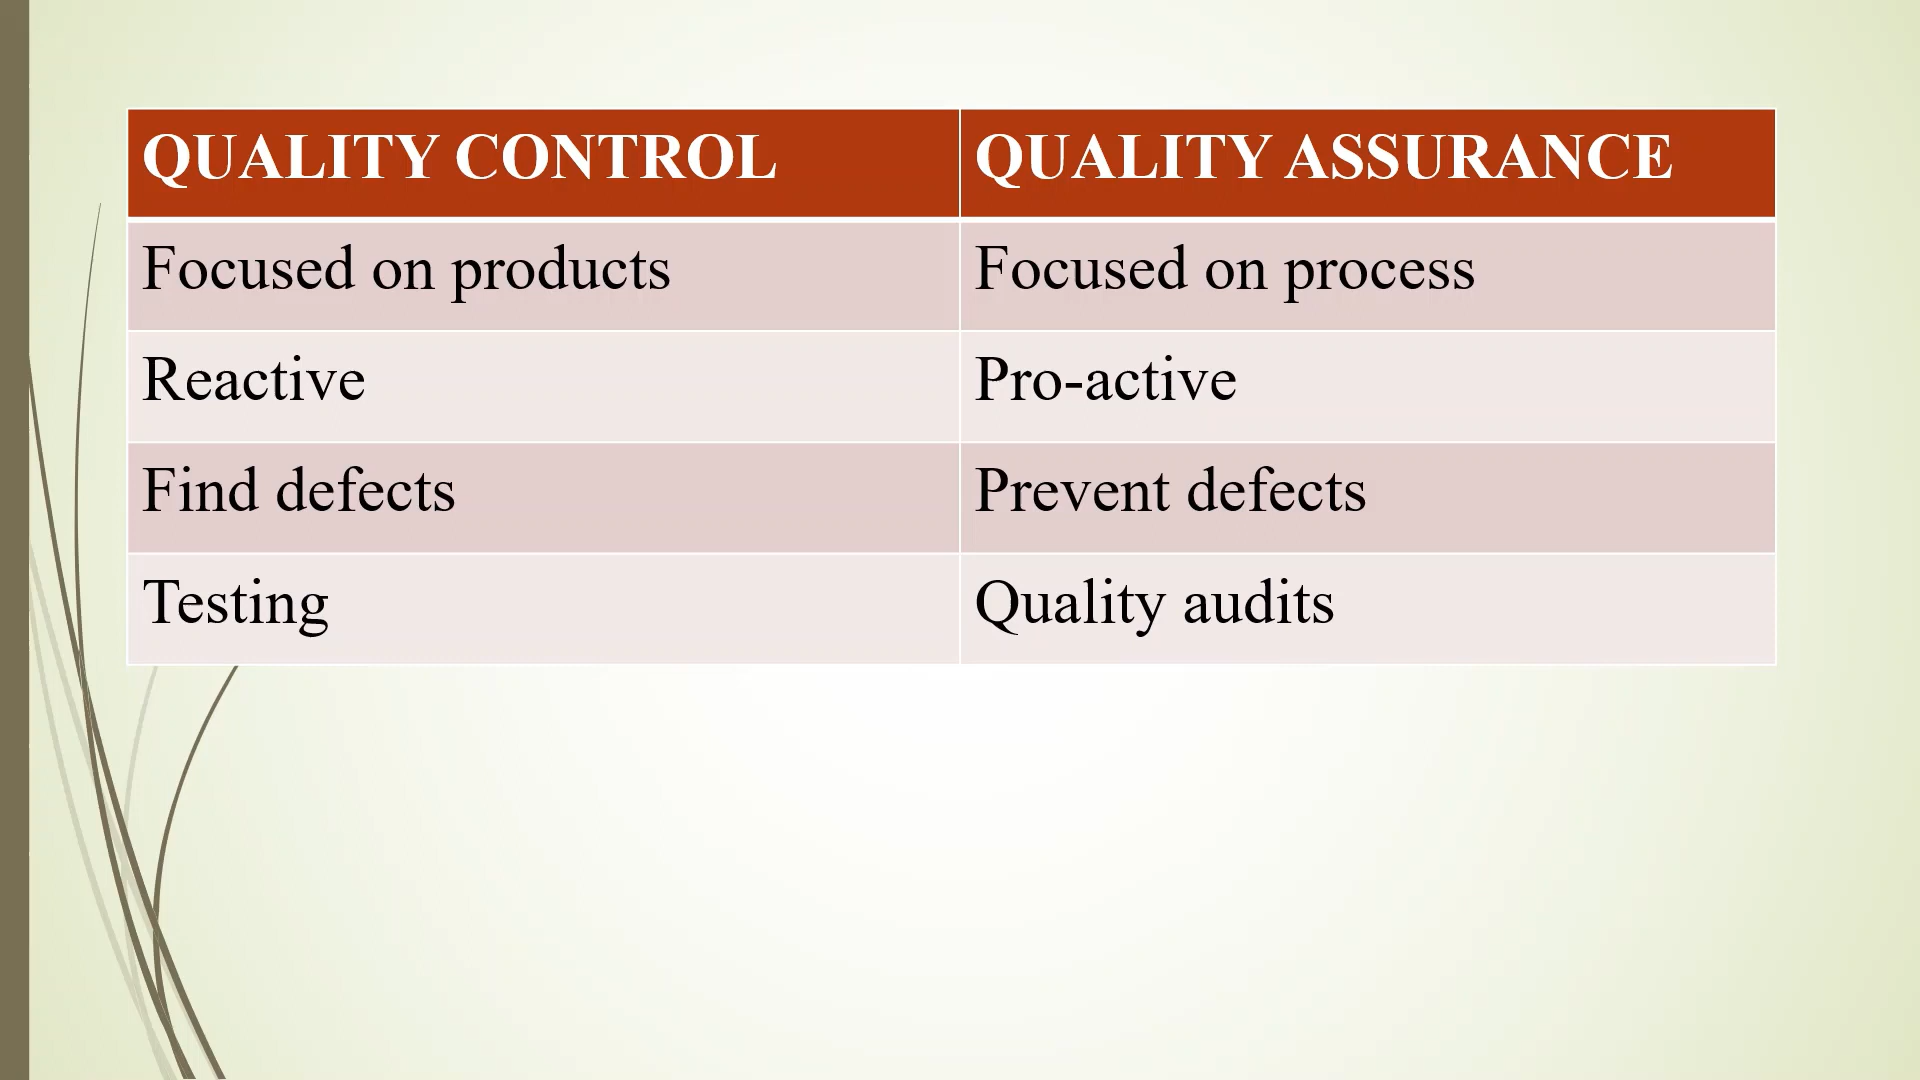 QUALITY CONTROL
QUALITY ASSURANCE
Focused on products
Focused on process
Reactive
Pro-active
Find defects
Prevent defects
Testing
Quality audits